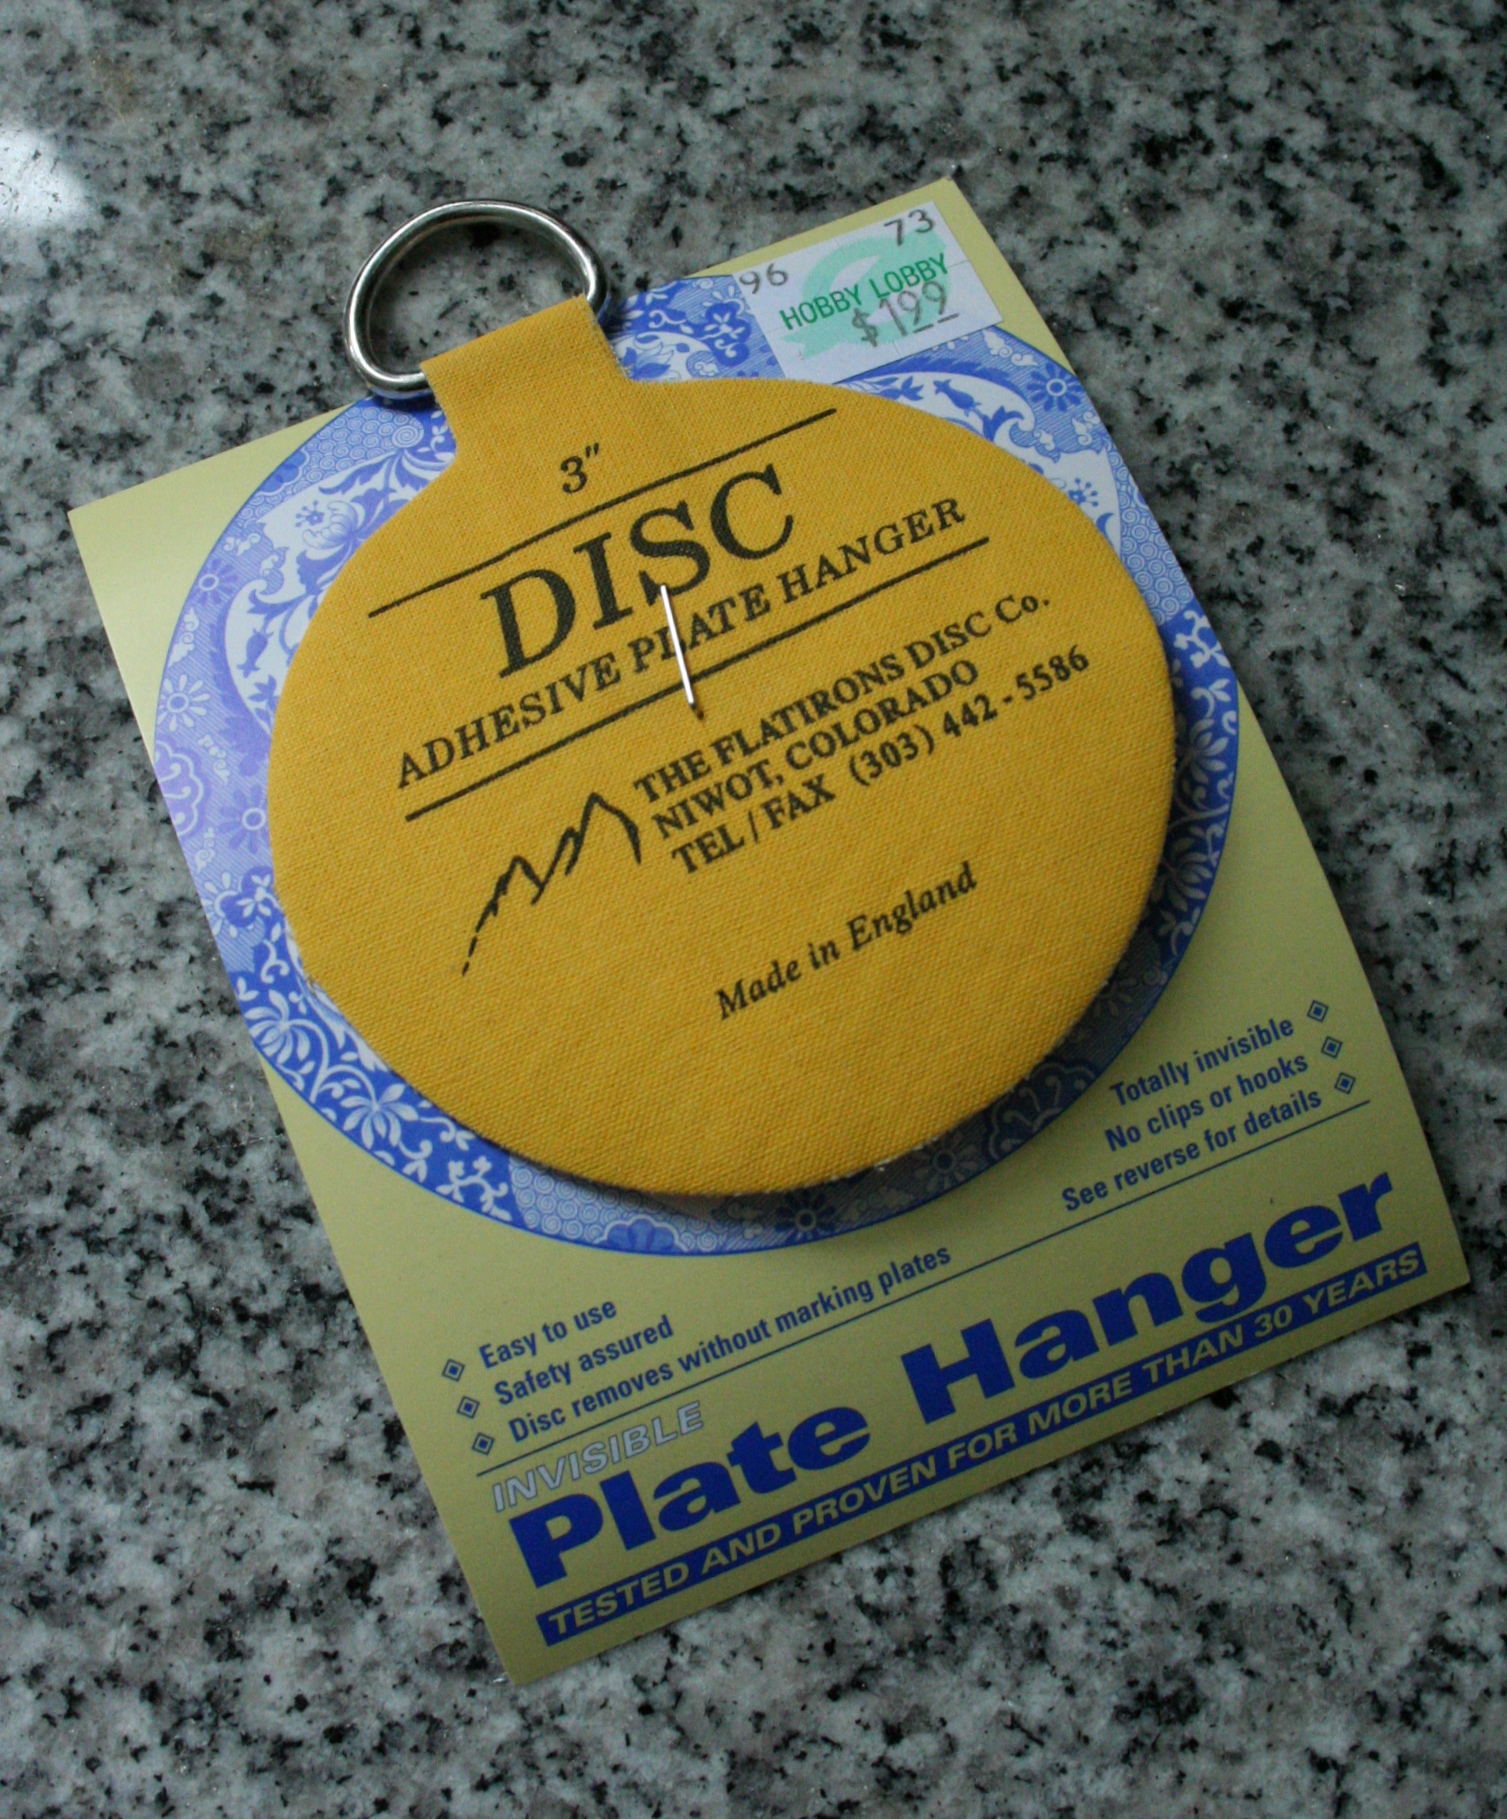 73
96
HOBBY LOBBY
$1.99
3"
DISC
ADHESIVE PLATE HANGER
THE FLATIRONS DISC Co.
NIWOT, COLORADO
TEL / FAX (303) 442 - 5586
Made in England
Totally invisible
No clips or hooks
See reverse for details
Easy to use
Safety assured
Disc removes without marking plates
INVISIBLE
Plate Hanger
TESTED AND PROVEN FOR MORE THAN 30 YEARS